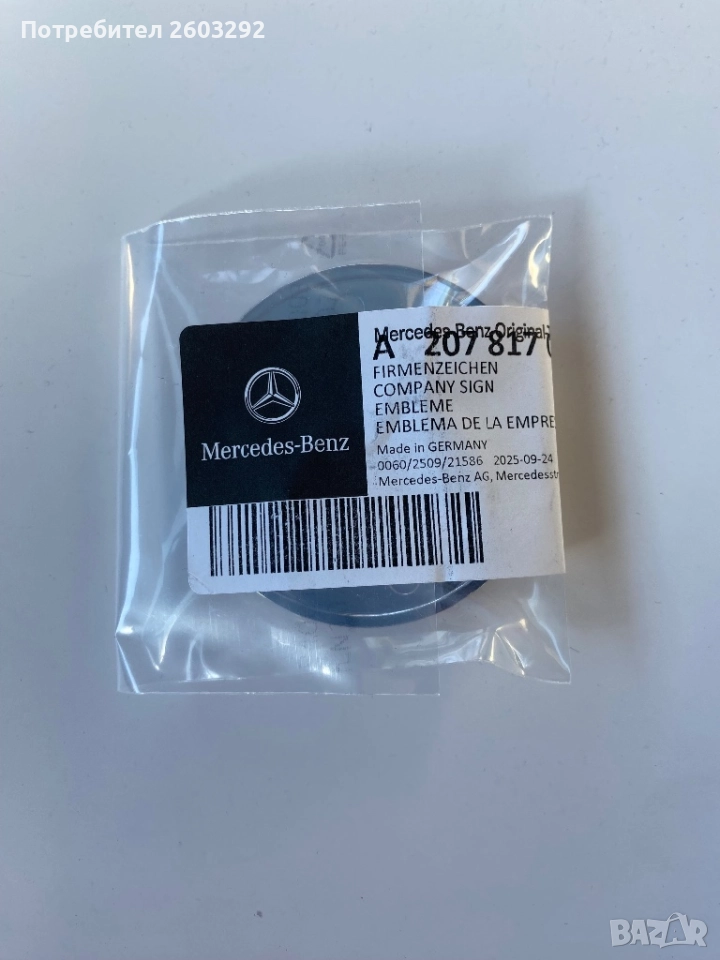 Потребител 2603292
Mercedes-Benz Original-
A 207 817
FIRMENZEICHEN
COMPANY SIGN
EMBLEME
EMBLEMA DE LA EMPRE
Made in GERMANY
0060/2509/21586 2025-09-24
Mercedes-Benz AG, Mercedesstr
Mercedes-Benz
BAZAR